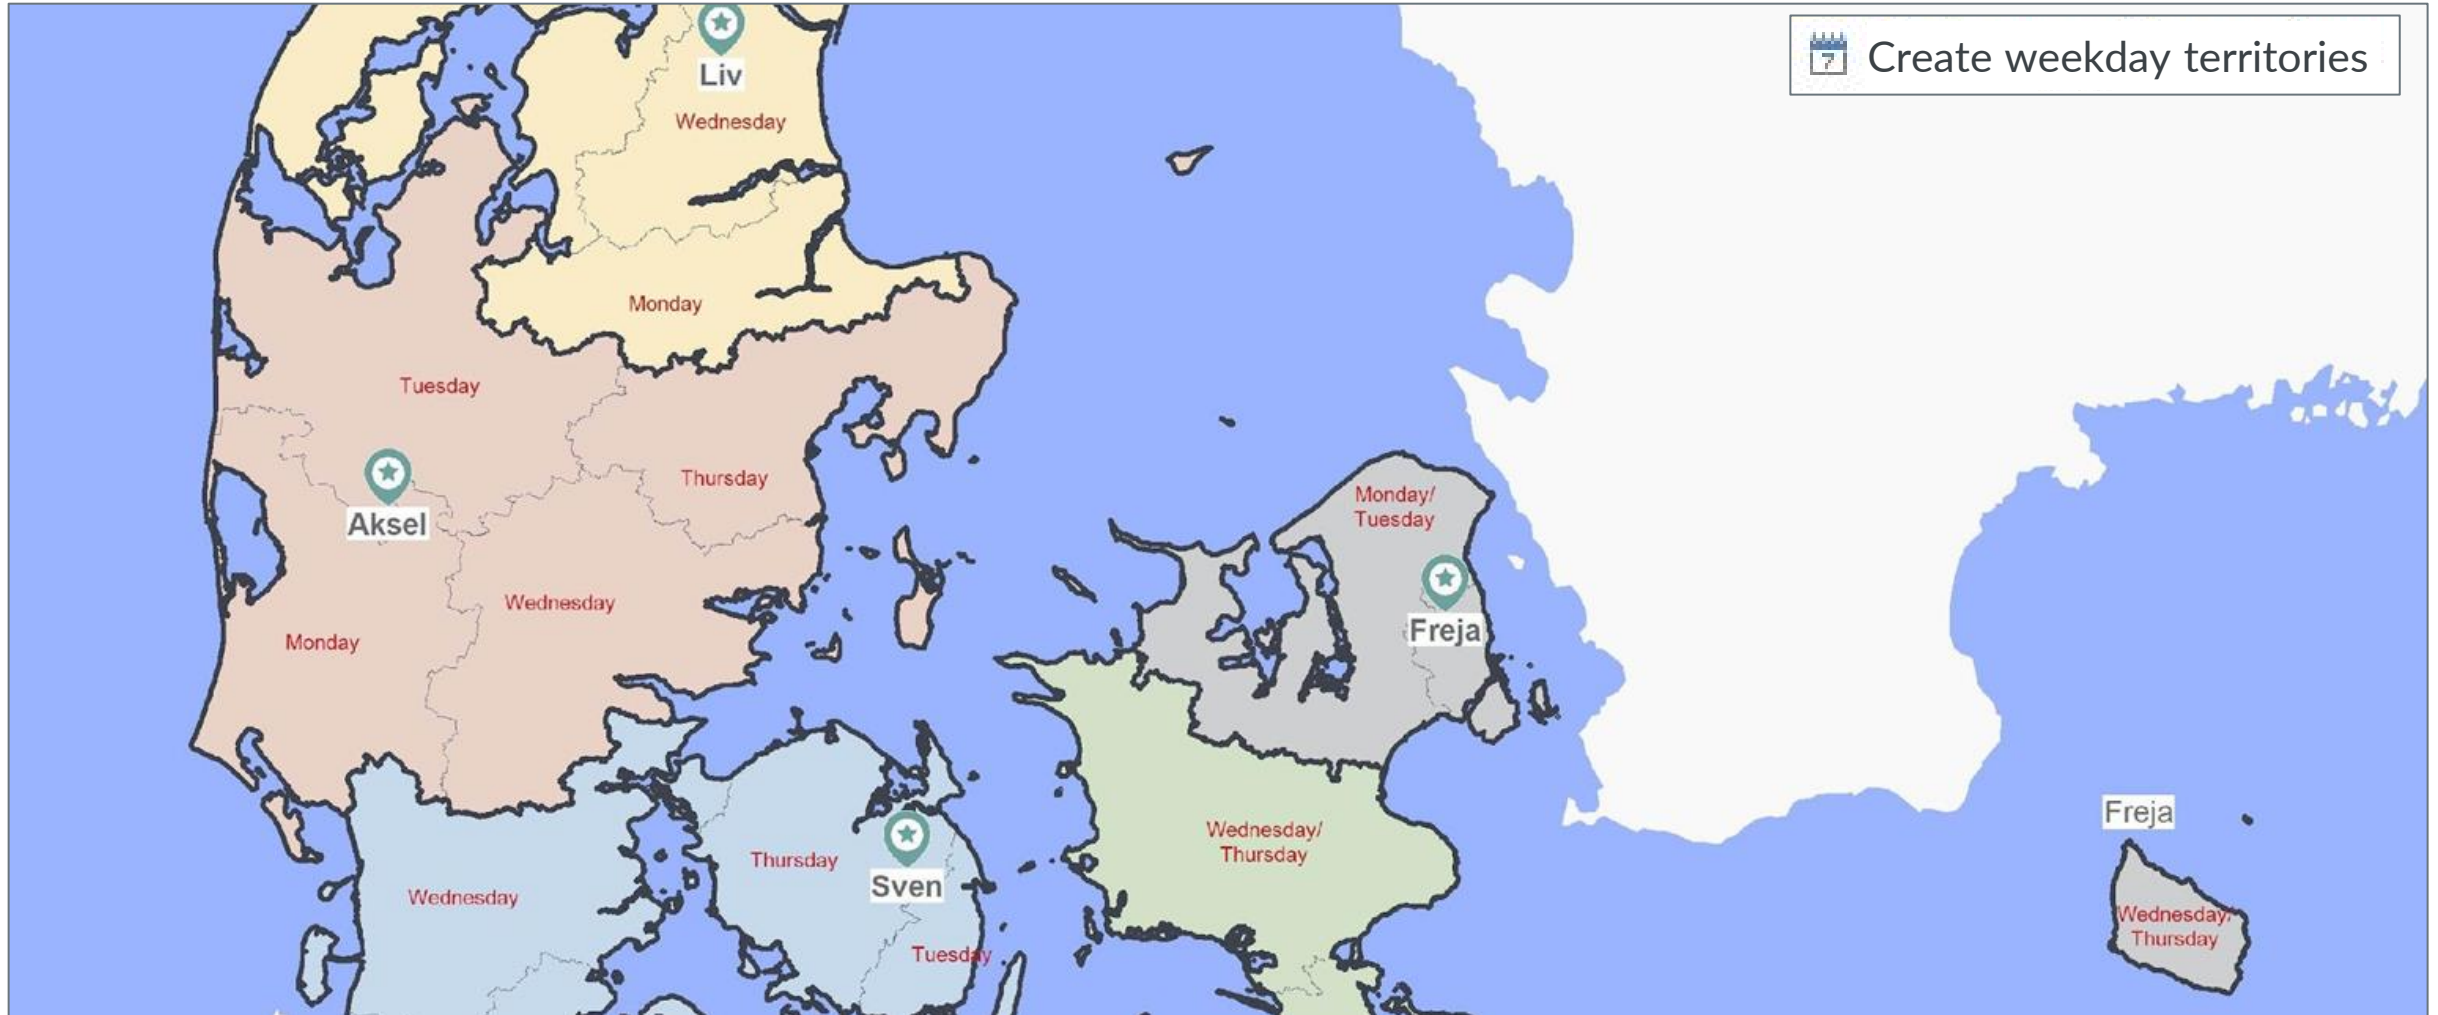 7 Create weekday territories
Liv
Wednesday
Monday
Tuesday
Thursday
Aksel
Monday/
Tuesday
Wednesday
Freja
Monday
Freja
Wednesday/
Thursday
Thursday
Sven
Wednesday
Wednesday/
Thursday
Tuesday